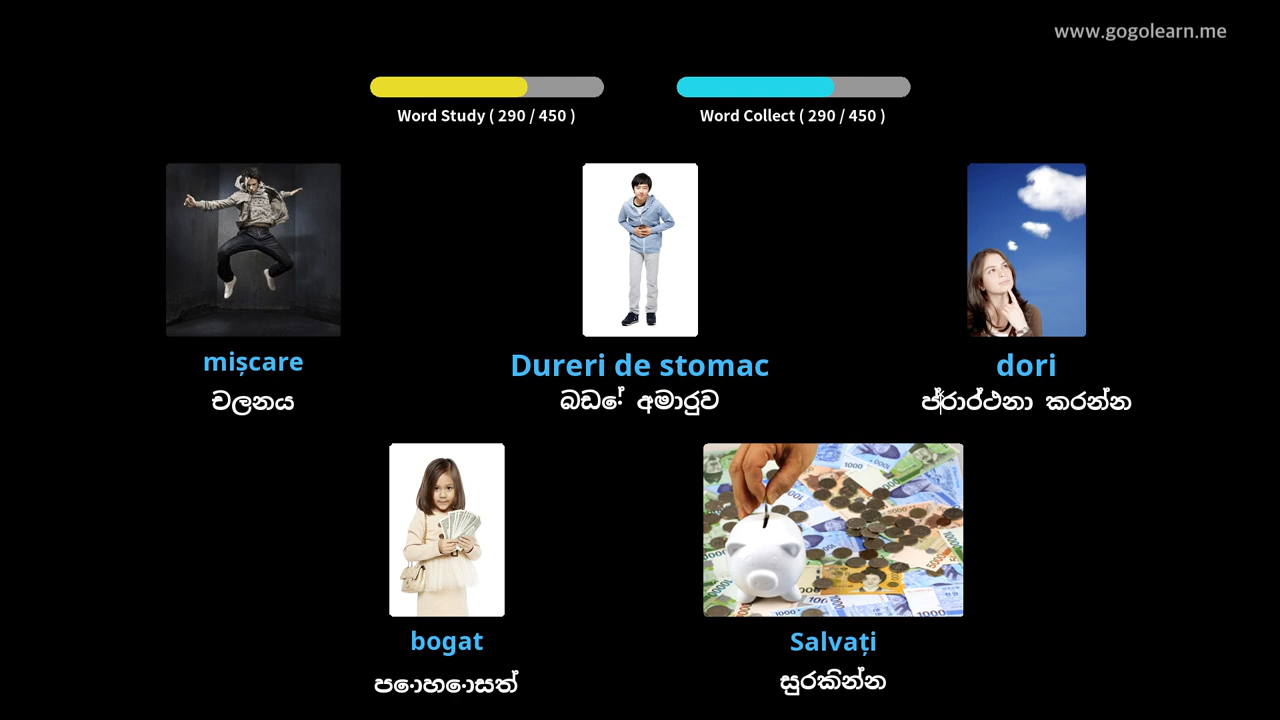 www.gogolearn.me
Word Study ( 290 / 450 )
Word Collect ( 290 / 450 )
mișcare
චලනය
Dureri de stomac
බඩේ අමාරුව
dori
ප්‍රාර්ථනා කරන්න
bogat
පොහොසත්
Salvați
සුරකින්න